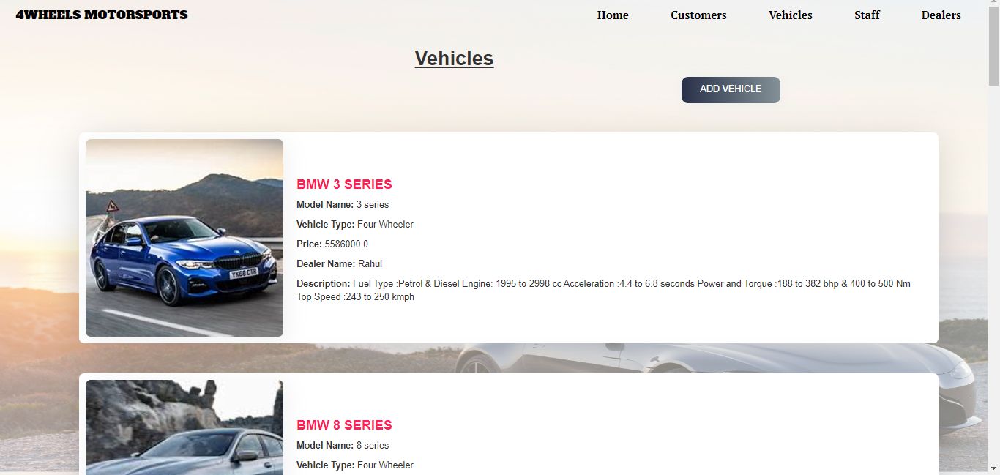 4WHEELS MOTORSPORTS
Home
Customers
Vehicles
Staff
Dealers
Vehicles
ADD VEHICLE
BMW 3 SERIES
Model Name: 3 series
Vehicle Type: Four Wheeler
Price: 5586000.0
Dealer Name: Rahul
Description: Fuel Type :Petrol & Diesel Engine: 1995 to 2998 cc Acceleration :4.4 to 6.8 seconds Power and Torque :188 to 382 bhp & 400 to 500 Nm
Top Speed :243 to 250 kmph
YK68 CTR
BMW 8 SERIES
Model Name: 8 series
Vehicle Type: Four Wheeler